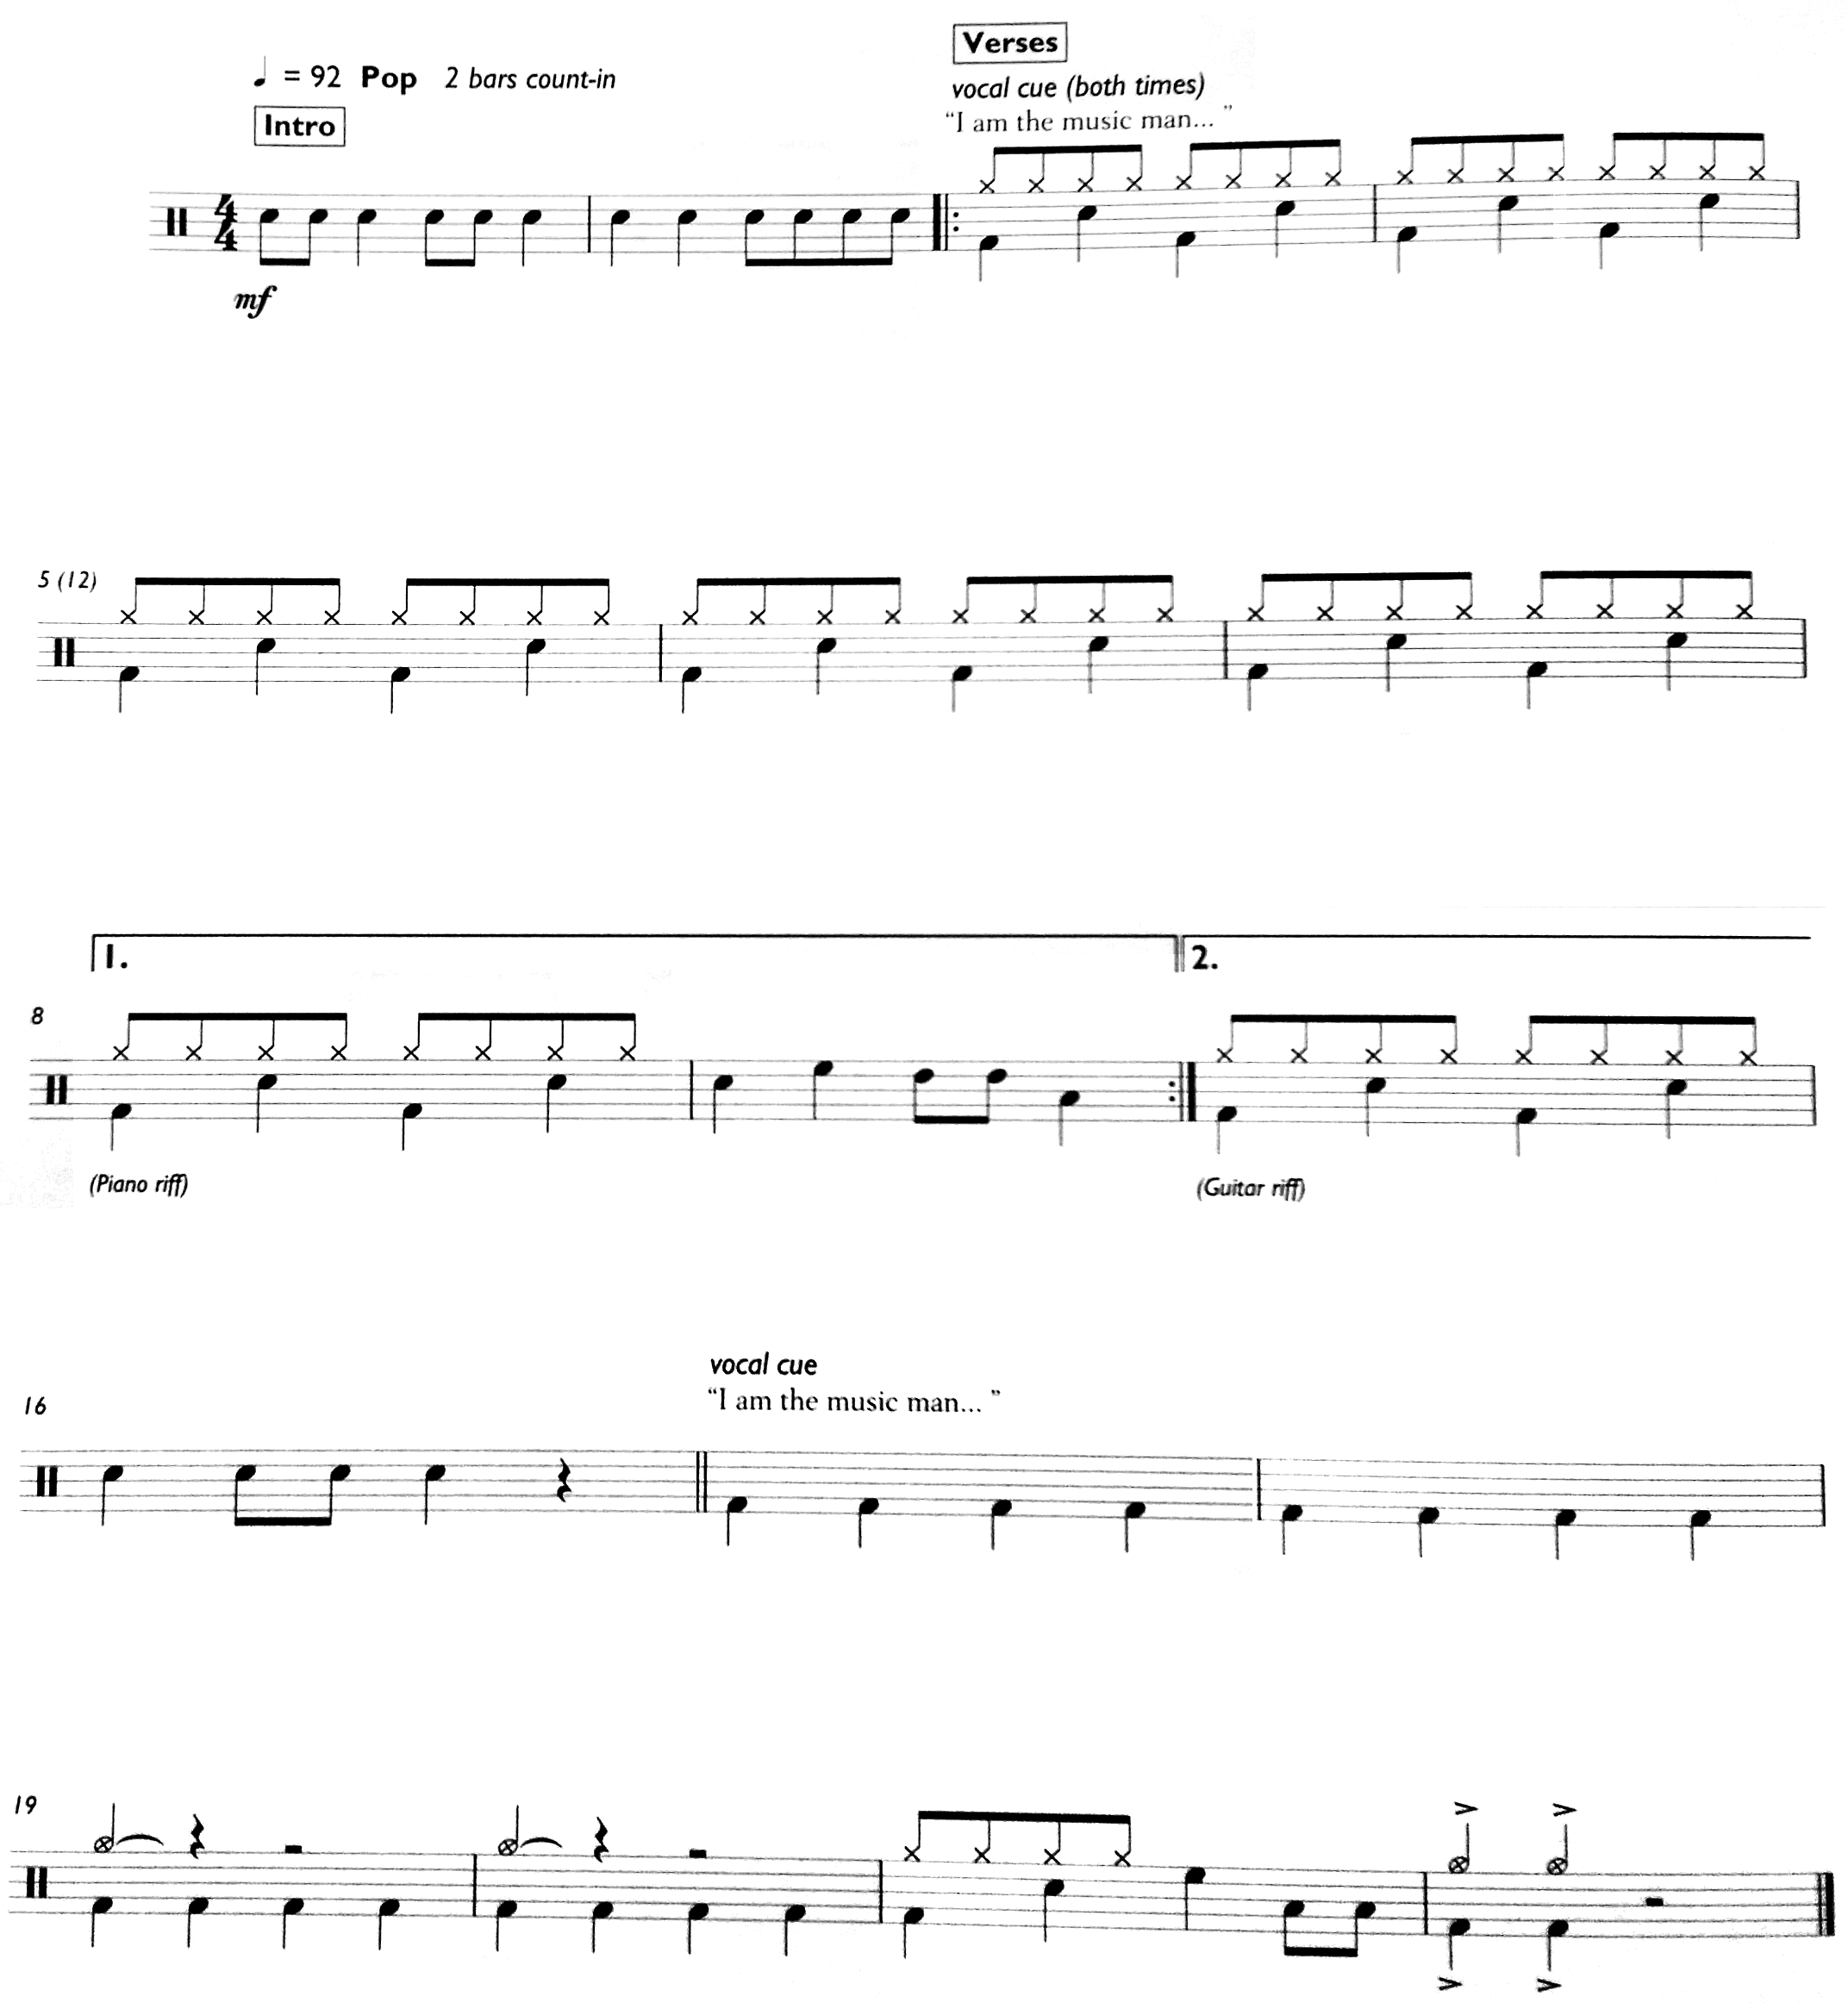 Verses
♩ = 92 Pop 2 bars count-in
vocal cue (both times)
Intro
“I am the music man... ”
4
4
mf
5 (12)
1.
2.
8
(Piano riff)
(Guitar riff)
vocal cue
16
“I am the music man... ”
19